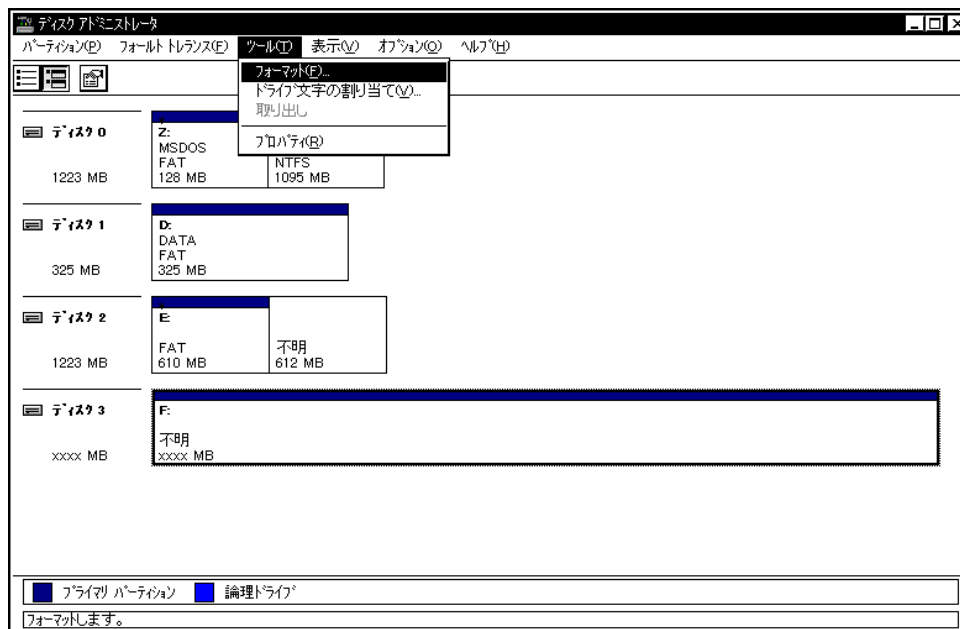 ディスク アドミニストレータ
パーティション(P) フォールト トレランス(F) ツール(T) 表示(V) オプション(O) ヘルプ(H)
フォーマット(F)...
ドライブ文字の割り当て(V)...
取り出し
プロパティ(R)
ディスク 0
1223 MB
Z:
MSDOS
FAT
128 MB
NTFS
1095 MB
ディスク 1
325 MB
D:
DATA
FAT
325 MB
ディスク 2
1223 MB
E:
FAT
610 MB
不明
612 MB
ディスク 3
xxxx MB
F:
不明
xxxx MB
プライマリ パーティション 論理ドライブ
フォーマットします。